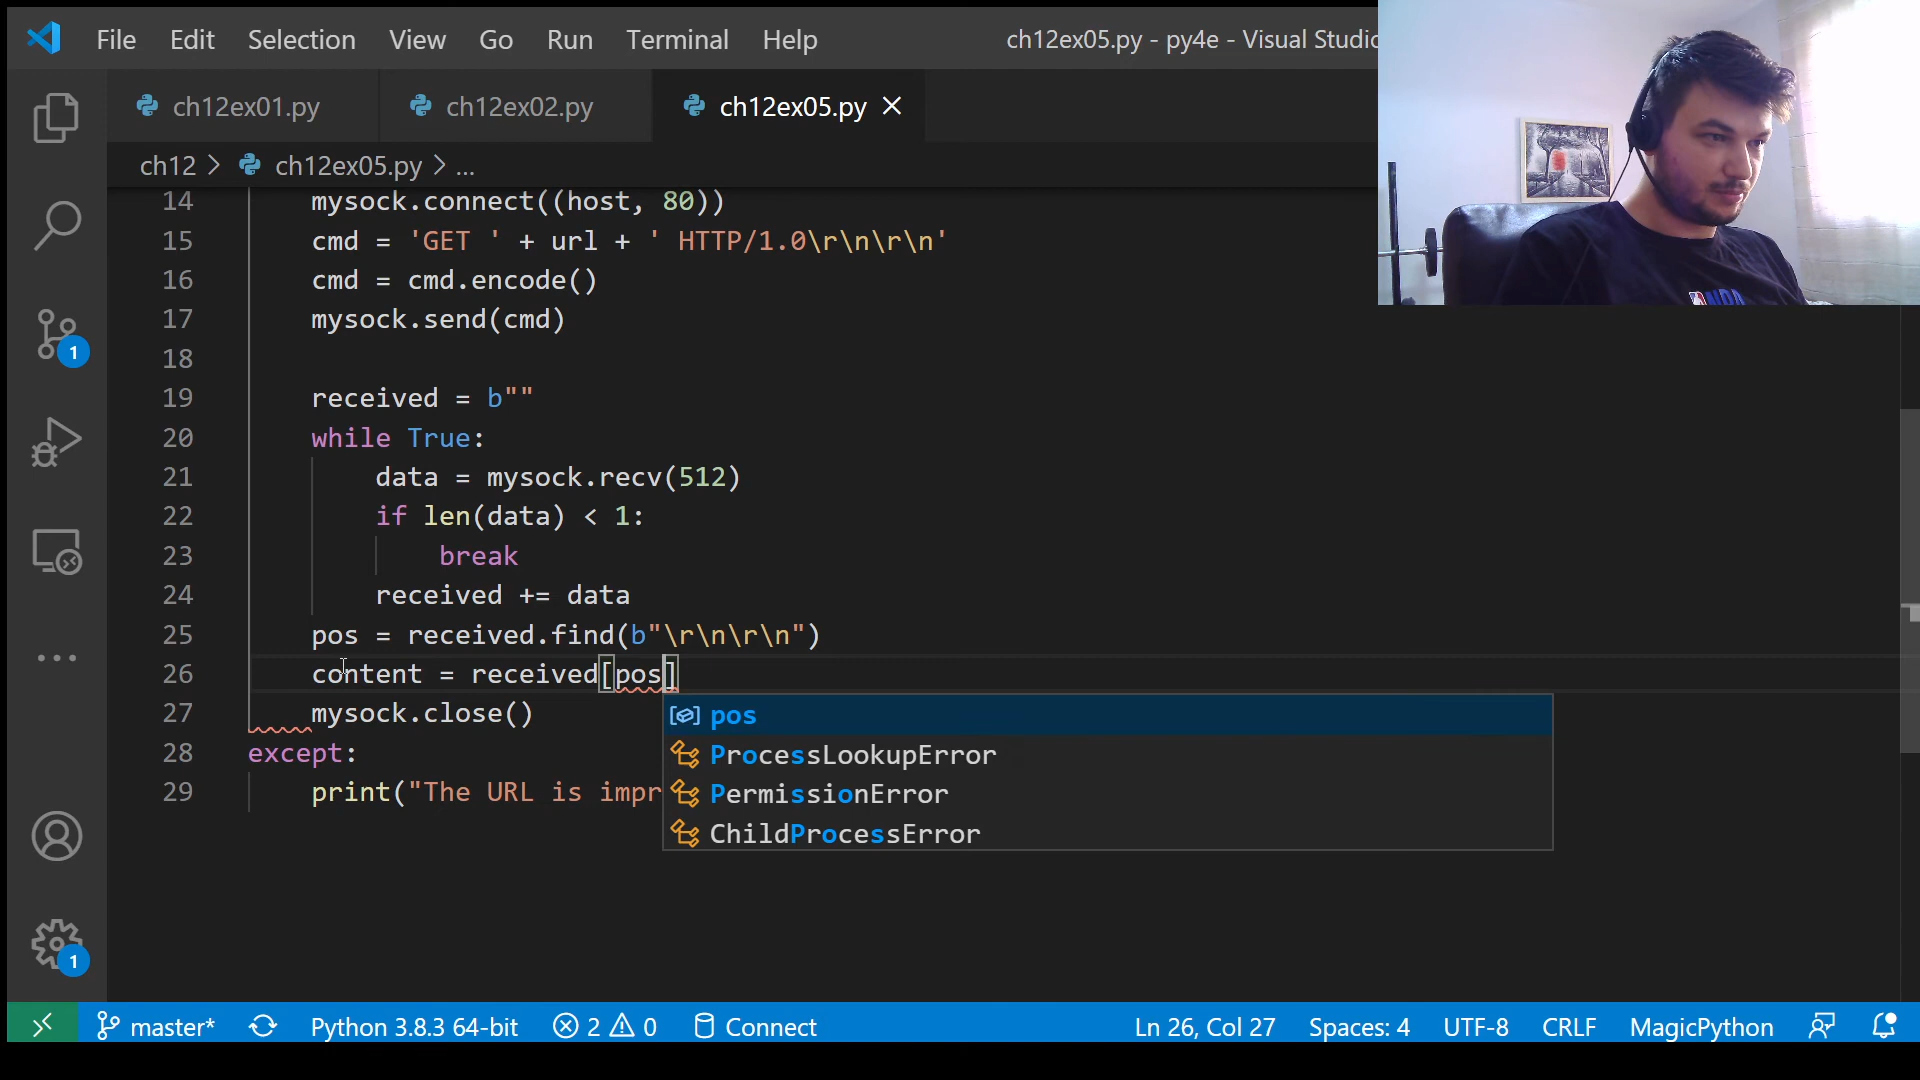 File Edit Selection View Go Run Terminal Help
ch12ex05.py - py4e - Visual Studio
ch12ex01.py
ch12ex02.py
ch12ex05.py
ch12 > ch12ex05.py > ...
14 mysock.connect((host, 80))
15 cmd = 'GET ' + url + ' HTTP/1.0\r\n\r\n'
16 cmd = cmd.encode()
17 mysock.send(cmd)
18
19 received = b""
20 while True:
21 data = mysock.recv(512)
22 if len(data) < 1:
23 break
24 received += data
25 pos = received.find(b"\r\n\r\n")
26 content = received[pos]
27 mysock.close()
28 except:
29 print("The URL is impr
pos
ProcessLookupError
PermissionError
ChildProcessError
1
1
NBA
master* Python 3.8.3 64-bit 2 0 Connect Ln 26, Col 27 Spaces: 4 UTF-8 CRLF MagicPython